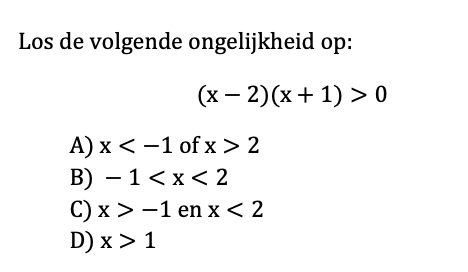 Los de volgende ongelijkheid op:
(x − 2)(x + 1) > 0
A) x < −1 of x > 2
B) − 1 < x < 2
C) x > −1 en x < 2
D) x > 1